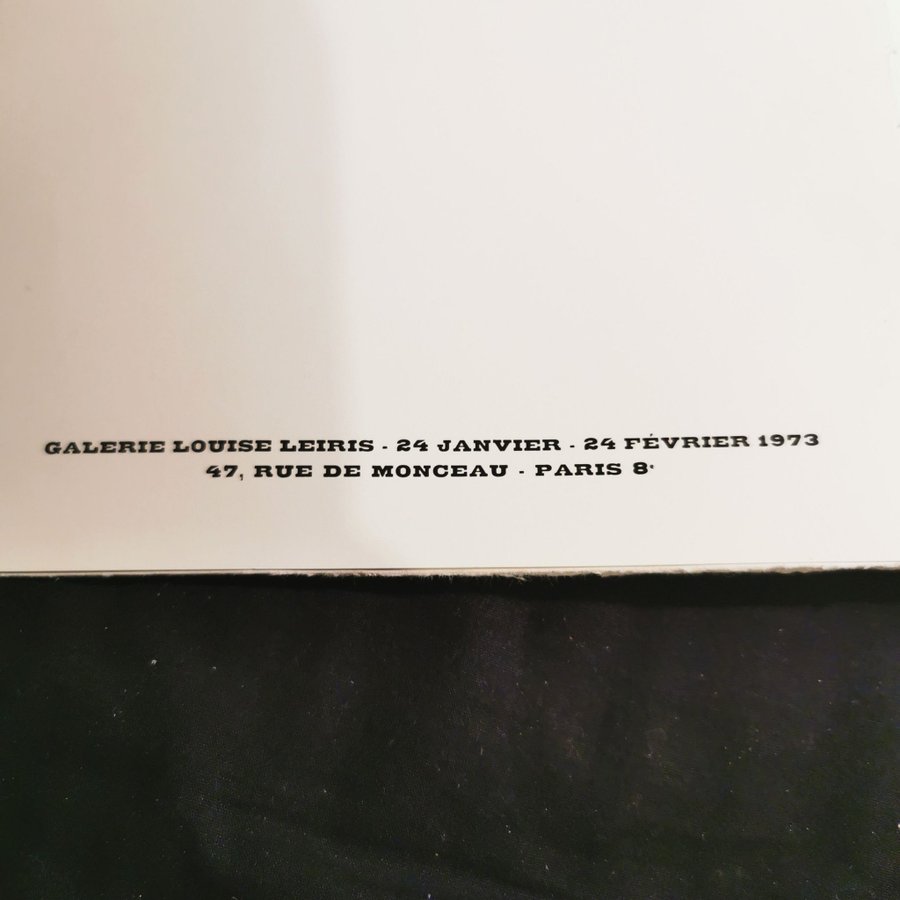 GALERIE LOUISE LEIRIS - 24 JANVIER - 24 FÉVRIER 1973
47, RUE DE MONCEAU - PARIS 8e